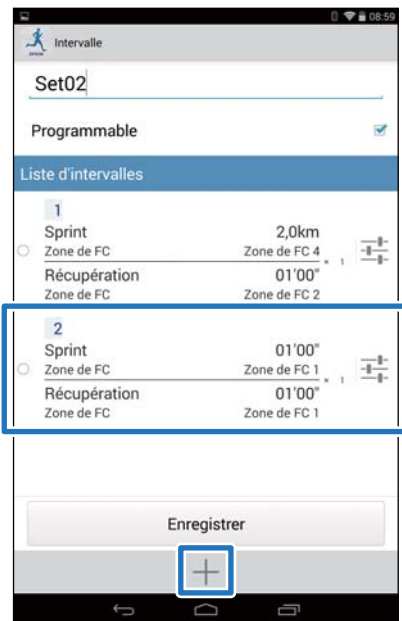 08:59
EPSON
Intervalle
Set02
Programmable
Liste d'intervalles
1
Sprint 2,0km
Zone de FC Zone de FC 4
× 1
Récupération 01'00"
Zone de FC Zone de FC 2
2
Sprint 01'00"
Zone de FC Zone de FC 1
× 1
Récupération 01'00"
Zone de FC Zone de FC 1
Enregistrer